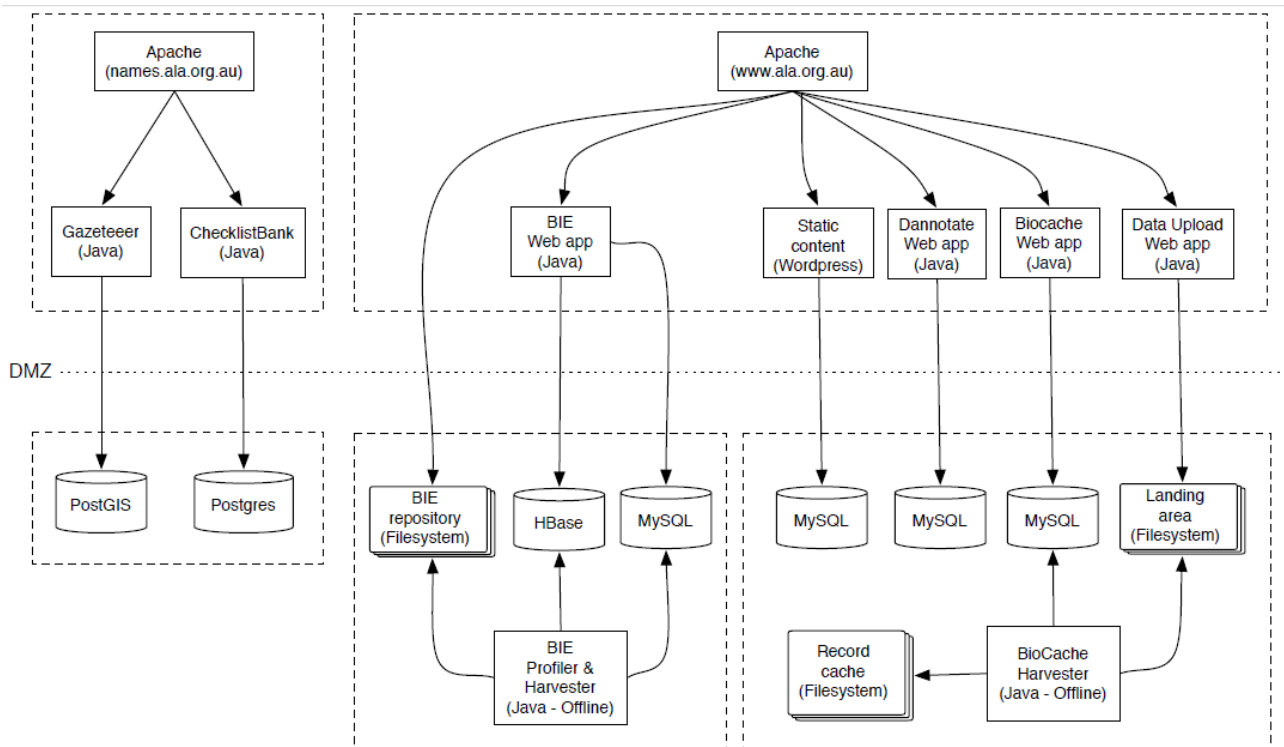 Apache
(names.ala.org.au)
Apache
(www.ala.org.au)
Gazeteeer
(Java)
ChecklistBank
(Java)
BIE
Web app
(Java)
Static
content
(Wordpress)
Dannotate
Web app
(Java)
Biocache
Web app
(Java)
Data Upload
Web app
(Java)
DMZ
PostGIS
Postgres
BIE
repository
(Filesystem)
HBase
MySQL
MySQL
MySQL
MySQL
Landing
area
(Filesystem)
BIE
Profiler &
Harvester
(Java - Offline)
Record
cache
(Filesystem)
BioCache
Harvester
(Java - Offline)